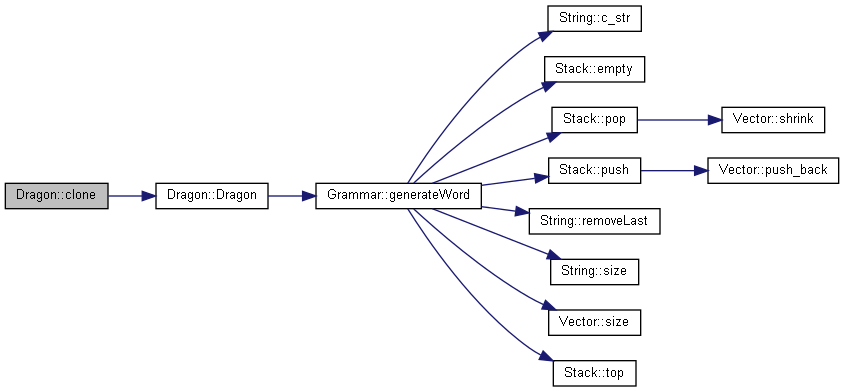 String::c_str
Stack::empty
Stack::pop
Vector::shrink
Stack::push
Vector::push_back
Dragon::clone
Dragon::Dragon
Grammar::generateWord
String::removeLast
String::size
Vector::size
Stack::top